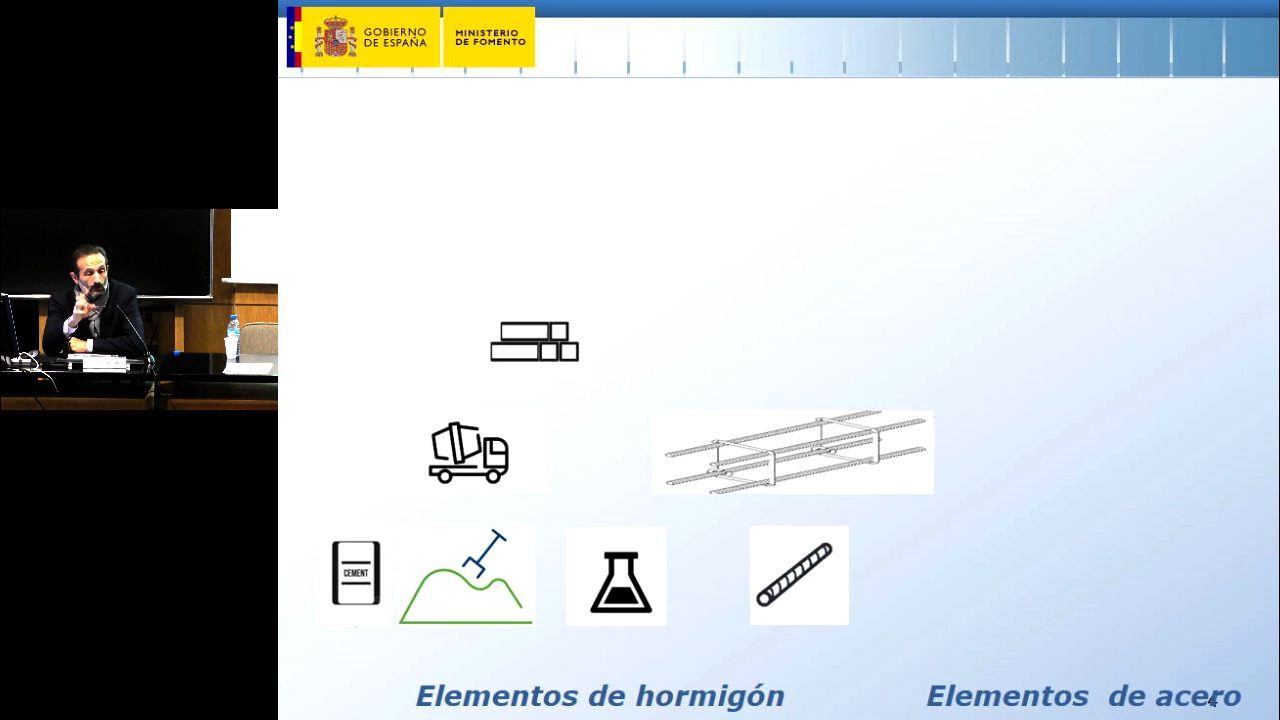 GOBIERNO
DE ESPAÑA
MINISTERIO
DE FOMENTO
CEMENT
Elementos de hormigón
Elementos de acero